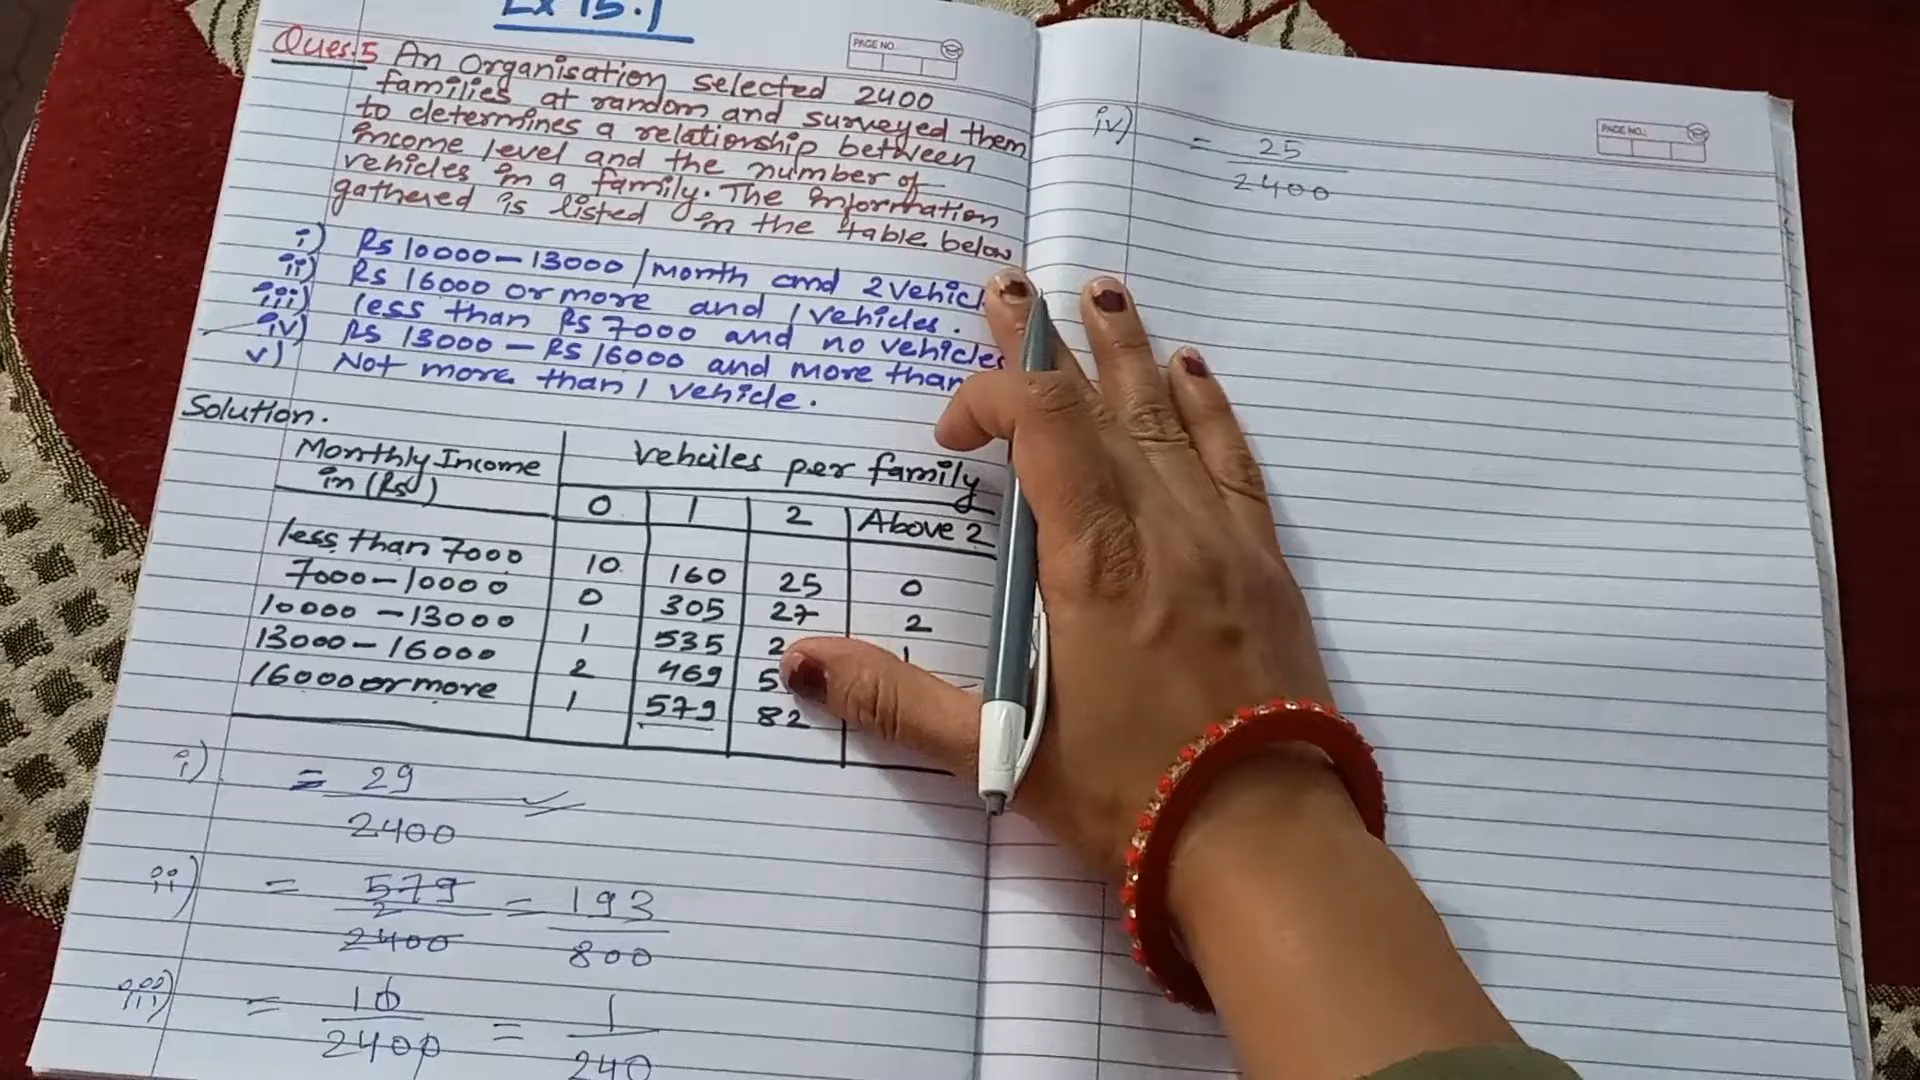 Ex 15.1
PAGE NO.
Ques.5 An Organisation selected 2400
families at random and surveyed them
to determines a relationship between
income level and the number of
vehicles in a family. The information
gathered is listed in the table below
i) Rs 10000-13000 /month and 2 vehicl
ii) Rs 16000 or more and 1 vehicles.
iii) less than Rs 7000 and no vehicles
iv) Rs 13000 - Rs 16000 and more than
v) Not more than 1 vehicle.
Solution.
Monthly Income in (Rs) Vehciles per family
0 1 2 Above 2
less than 7000 10 160 25 0
7000-10000 0 305 27 2
10000-13000 1 535 2 1
13000-16000 2 469 5
16000 or more 1 579 82
i) = 29
2400
ii) = 579 = 193
2400 800
iii) = 10 = 1
2400 240
PAGE NO.:
iv) = 25
2400